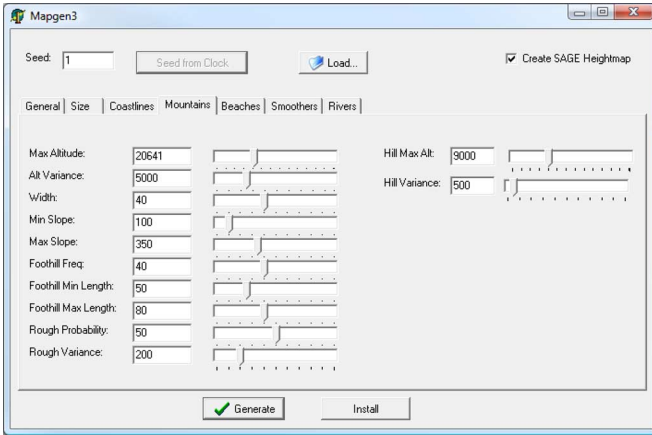 Mapgen3
Seed: 1 Seed from Clock Load... Create SAGE Heightmap
General Size Coastlines Mountains Beaches Smoothers Rivers
Max Altitude: 20641 Hill Max Alt: 9000
Alt Variance: 5000 Hill Variance: 500
Width: 40
Min Slope: 100
Max Slope: 350
Foothill Freq: 40
Foothill Min Length: 50
Foothill Max Length: 80
Rough Probability: 50
Rough Variance: 200
Generate Install